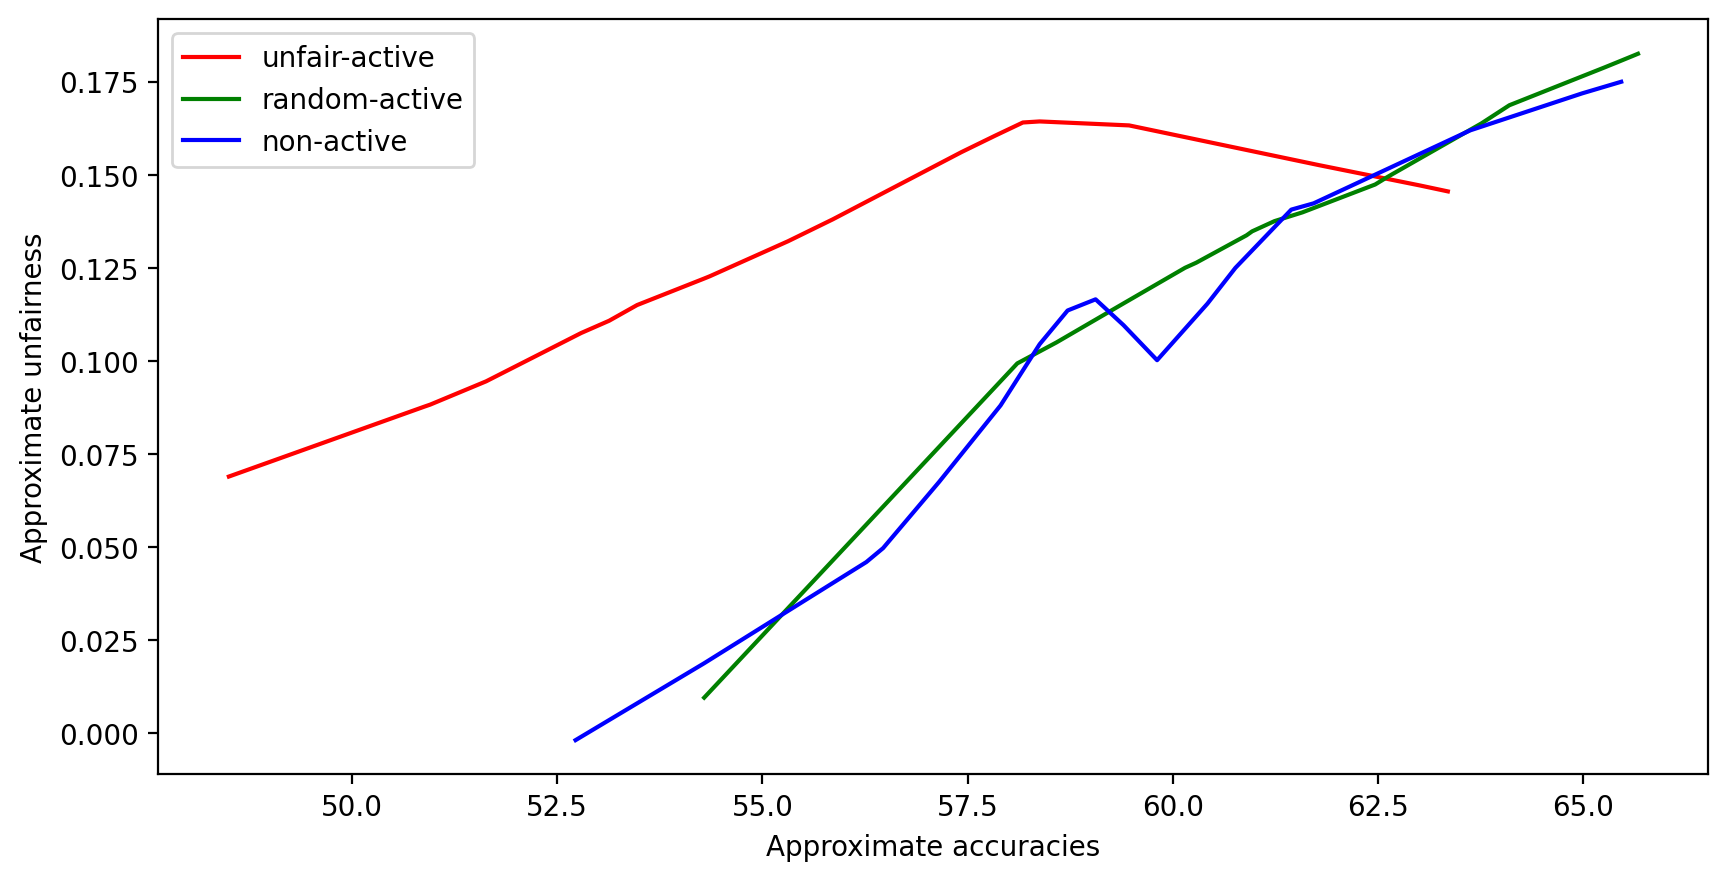 unfair-active
random-active
non-active
0.175
0.150
0.125
0.100
0.075
0.050
0.025
0.000
Approximate unfairness
50.0 52.5 55.0 57.5 60.0 62.5 65.0
Approximate accuracies